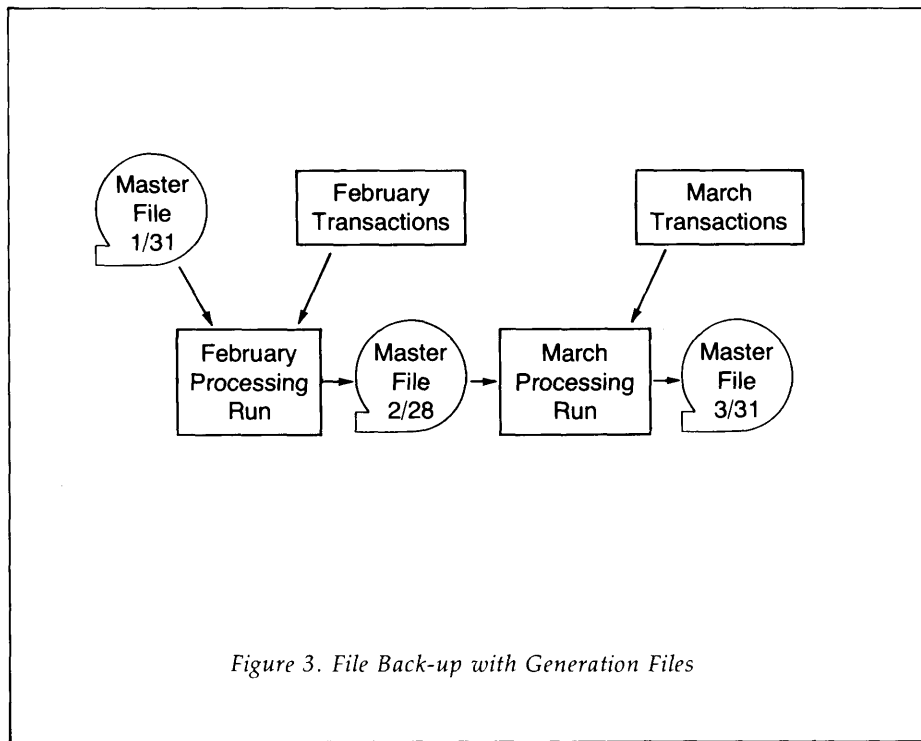 Master
File
1/31
February
Transactions
March
Transactions
February
Processing
Run
Master
File
2/28
March
Processing
Run
Master
File
3/31
Figure 3. File Back-up with Generation Files